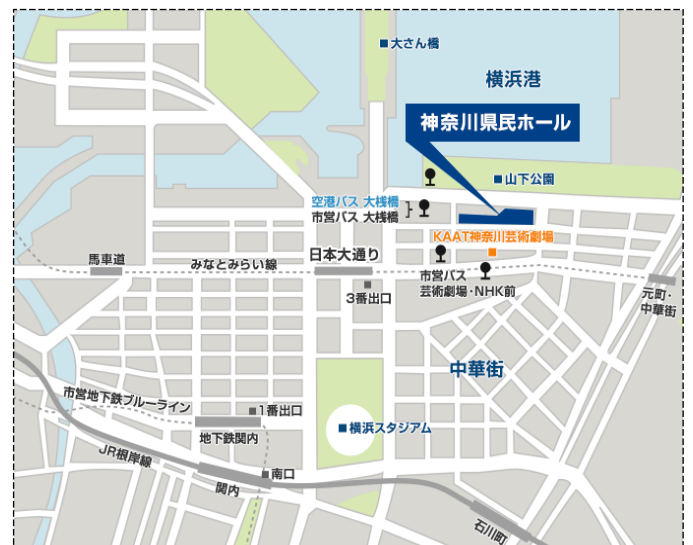 大さん橋
横浜港
神奈川県民ホール
山下公園
空港バス 大桟橋
市営バス 大桟橋
KAAT神奈川芸術劇場
日本大通り
馬車道
みなとみらい線
市営バス
芸術劇場・NHK前
3番出口
元町・
中華街
中華街
市営地下鉄ブルーライン
1番出口
地下鉄関内
横浜スタジアム
JR根岸線
南口
関内
石川町